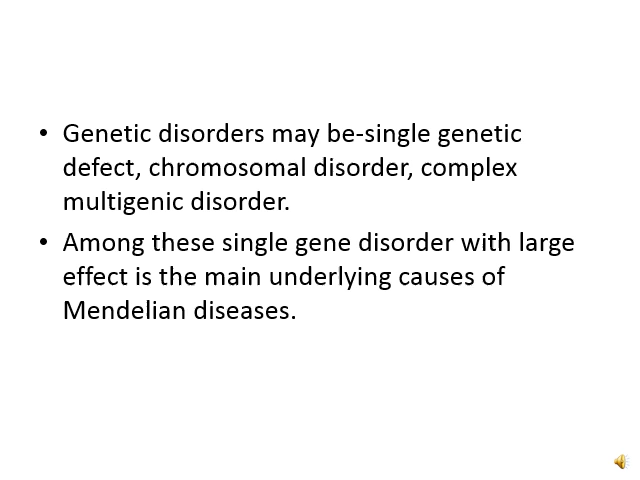 • Genetic disorders may be-single genetic
defect, chromosomal disorder, complex
multigenic disorder.
• Among these single gene disorder with large
effect is the main underlying causes of
Mendelian diseases.